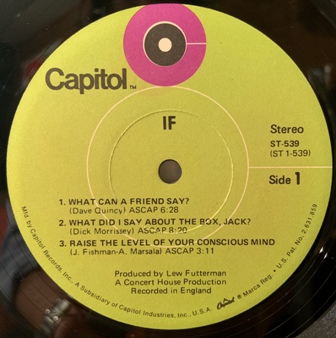 Capitol™
IF
Stereo
ST-539
(ST 1-539)
Side 1
1. WHAT CAN A FRIEND SAY?
(Dave Quincy) ASCAP 6:28
2. WHAT DID I SAY ABOUT THE BOX, JACK?
(Dick Morrissey) ASCAP 8:20
3. RAISE THE LEVEL OF YOUR CONSCIOUS MIND
(J. Fishman-A. Marsala) ASCAP 3:11
Produced by Lew Futterman
A Concert House Production
Recorded in England
Mfg. by Capitol Records, Inc., A Subsidiary of Capitol Industries, Inc., U.S.A. • Capitol ® Marca Reg. • U.S. Pat. No. 2,631,859